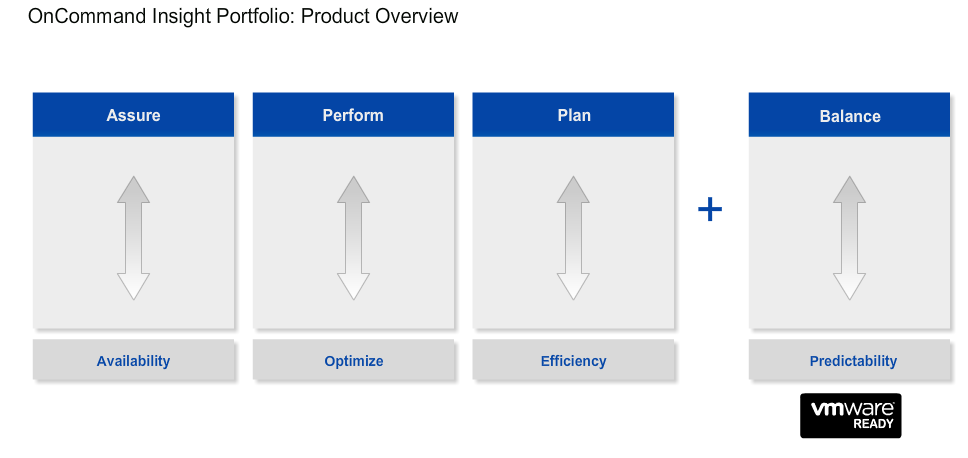 OnCommand Insight Portfolio: Product Overview
Assure
Perform
Plan
Balance
+
Availability
Optimize
Efficiency
Predictability
vmware
READY